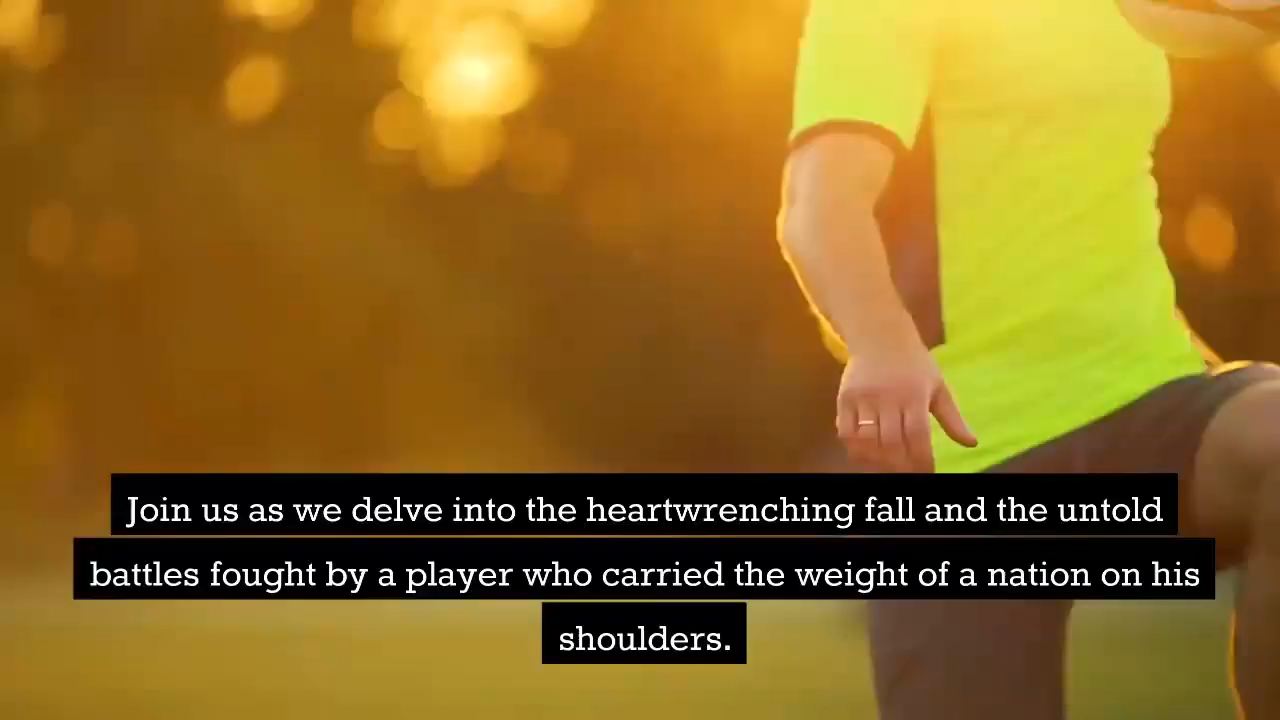 Join us as we delve into the heartwrenching fall and the untold
battles fought by a player who carried the weight of a nation on his
shoulders.